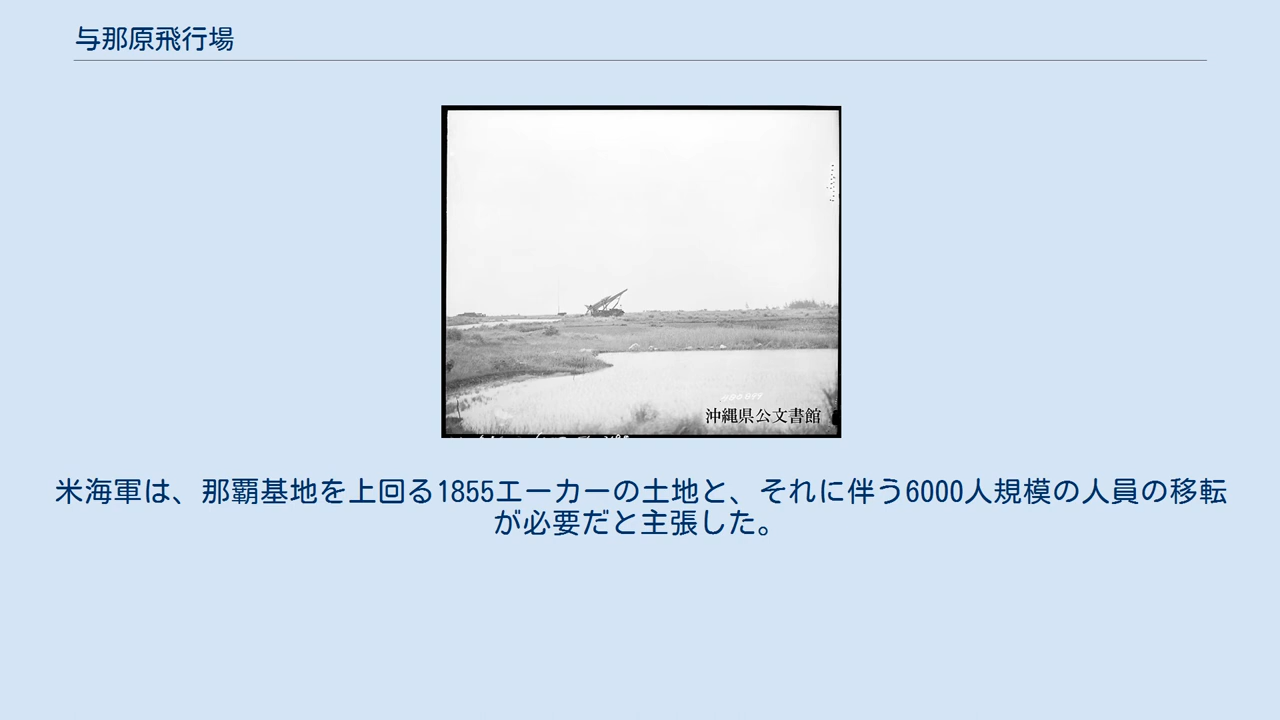 与那原飛行場
沖縄県公文書館
米海軍は、那覇基地を上回る1855エーカーの土地と、それに伴う6000人規模の人員の移転
が必要だと主張した。